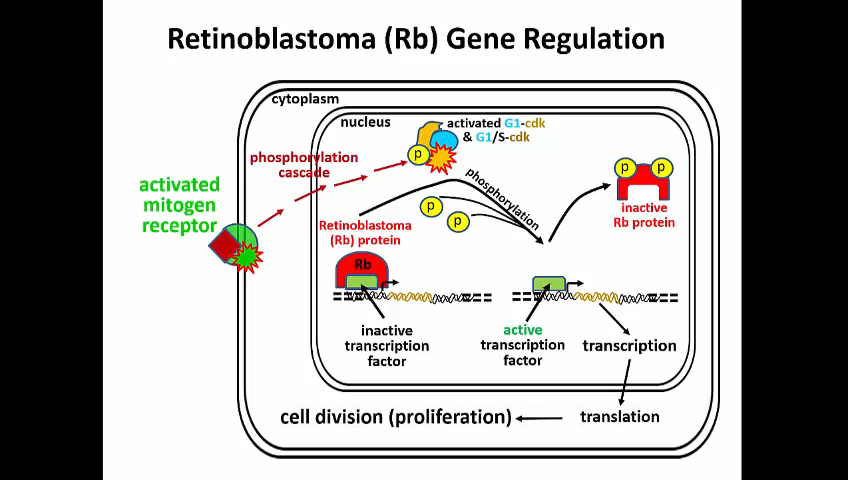 Retinoblastoma (Rb) Gene Regulation
cytoplasm
nucleus
activated G1-cdk
& G1/S-cdk
P
phosphorylation
cascade
activated
mitogen
receptor
phosphorylation
P
P
P
P
inactive
Rb protein
Retinoblastoma
(Rb) protein
Rb
inactive
transcription
factor
active
transcription
factor
transcription
cell division (proliferation)
translation